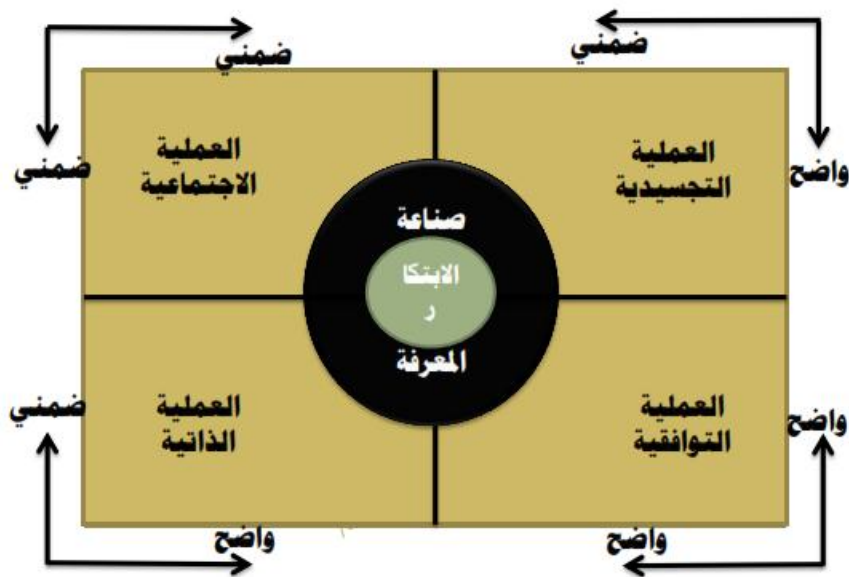 ضمني
ضمني
العملية
التجسيدية
واضح
العملية
الاجتماعية
ضمني
صناعة
الابتكا
ر
المعرفة
العملية
التوافقية
واضح
العملية
الذاتية
ضمني
واضح
واضح